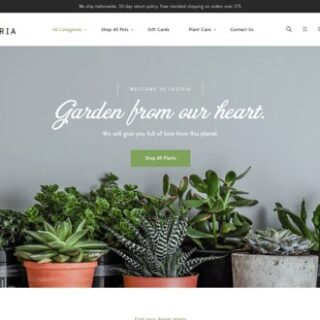 We ship nationwide. 30-day return policy. Free standard shipping on orders over $75
RIA
All Categories
Shop All Pots
Gift Cards
Plant Care
Contact Us
WELCOME TO
Garden from our heart.
We will give you full of love from this planet
Shop All Plants
Find your dream plants